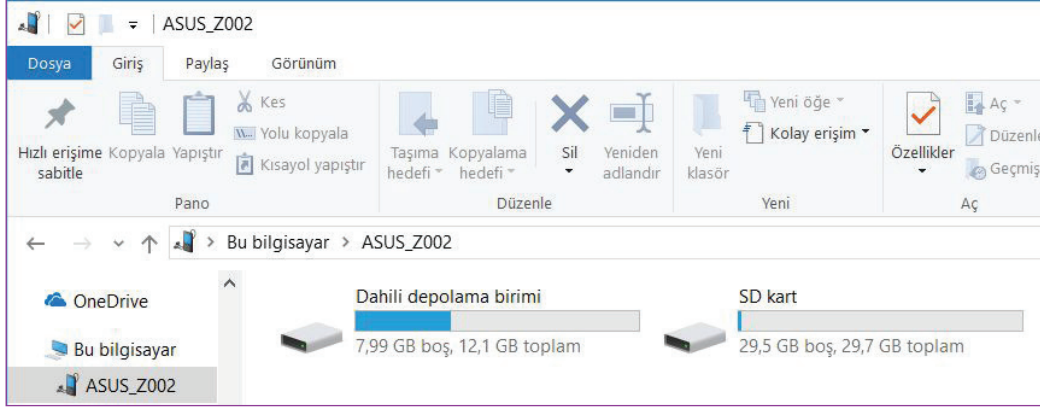 ASUS_Z002
Dosya Giriş Paylaş Görünüm
Hızlı erişime sabitle
Kopyala
Yapıştır
Kes
Yolu kopyala
Kısayol yapıştır
Pano
Taşıma hedefi
Kopyalama hedefi
Sil
Yeniden adlandır
Düzenle
Yeni klasör
Yeni öğe
Kolay erişim
Yeni
Özellikler
Aç
Düzenle
Geçmiş
Aç
Bu bilgisayar > ASUS_Z002
OneDrive
Bu bilgisayar
ASUS_Z002
Dahili depolama birimi
7,99 GB boş, 12,1 GB toplam
SD kart
29,5 GB boş, 29,7 GB toplam